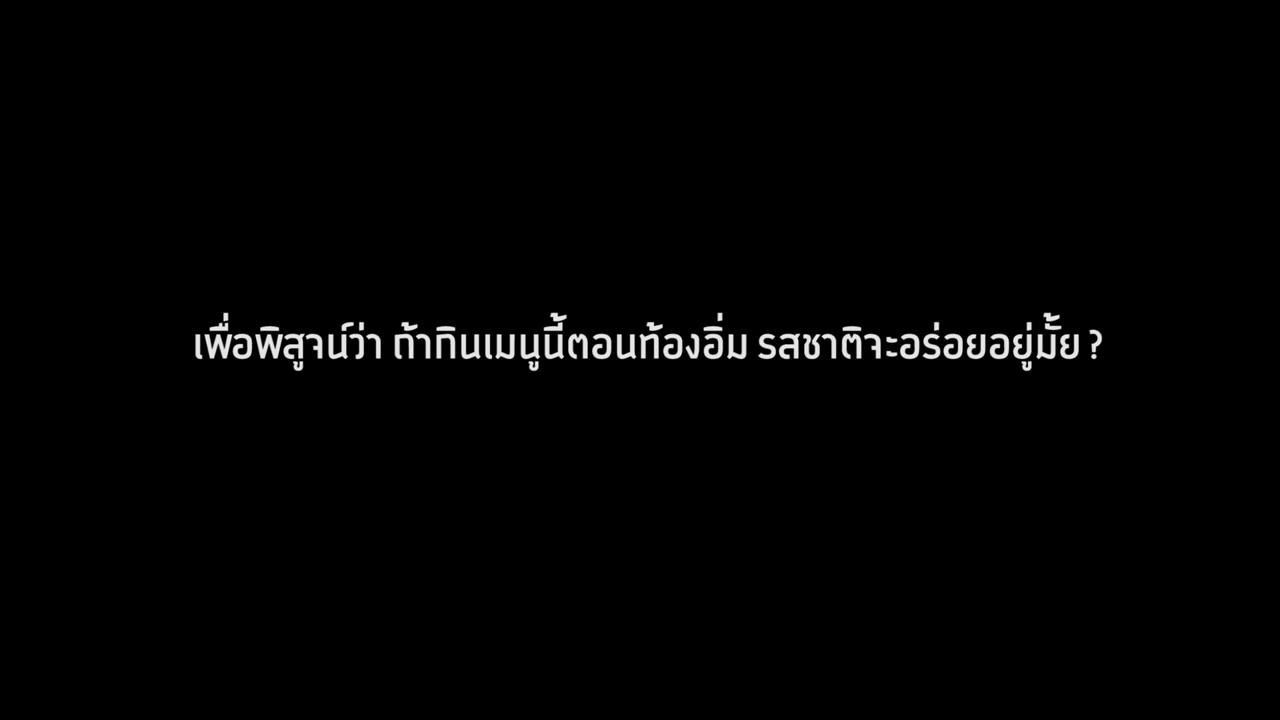 เพื่อพิสูจน์ว่า ถ้ากินเมนูนี้ตอนท้องอิ่ม รสชาติจะอร่อยอยู่มั้ย ?